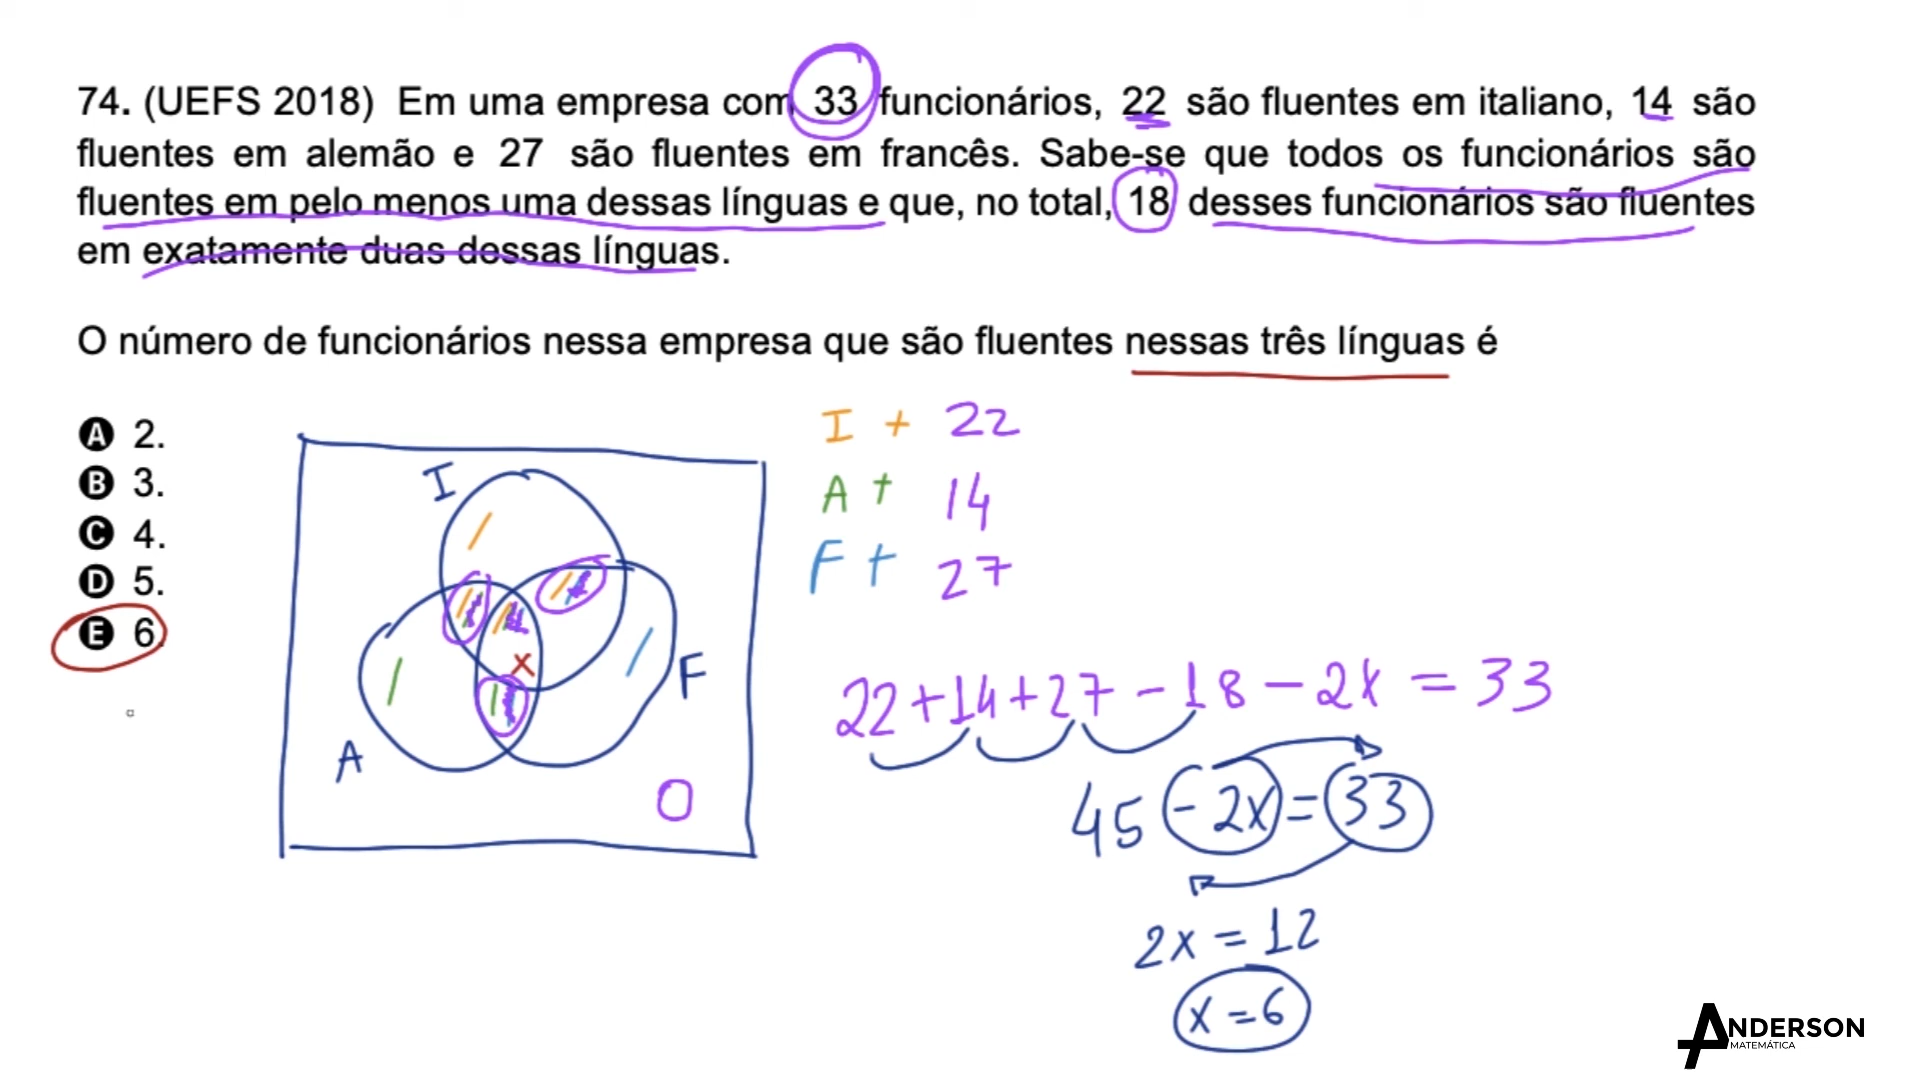 74. (UEFS 2018) Em uma empresa com 33 funcionários, 22 são fluentes em italiano, 14 são
fluentes em alemão e 27 são fluentes em francês. Sabe-se que todos os funcionários são
fluentes em pelo menos uma dessas línguas e que, no total, 18 desses funcionários são fluentes
em exatamente duas dessas línguas.
O número de funcionários nessa empresa que são fluentes nessas três línguas é
A 2.
B 3.
C 4.
D 5.
E 6.
I
x
F
A
0
I + 22
A + 14
F + 27
22+14+27-18-2x=33
45-2x=33
2x=12
x=6
ANDERSON
MATEMÁTICA